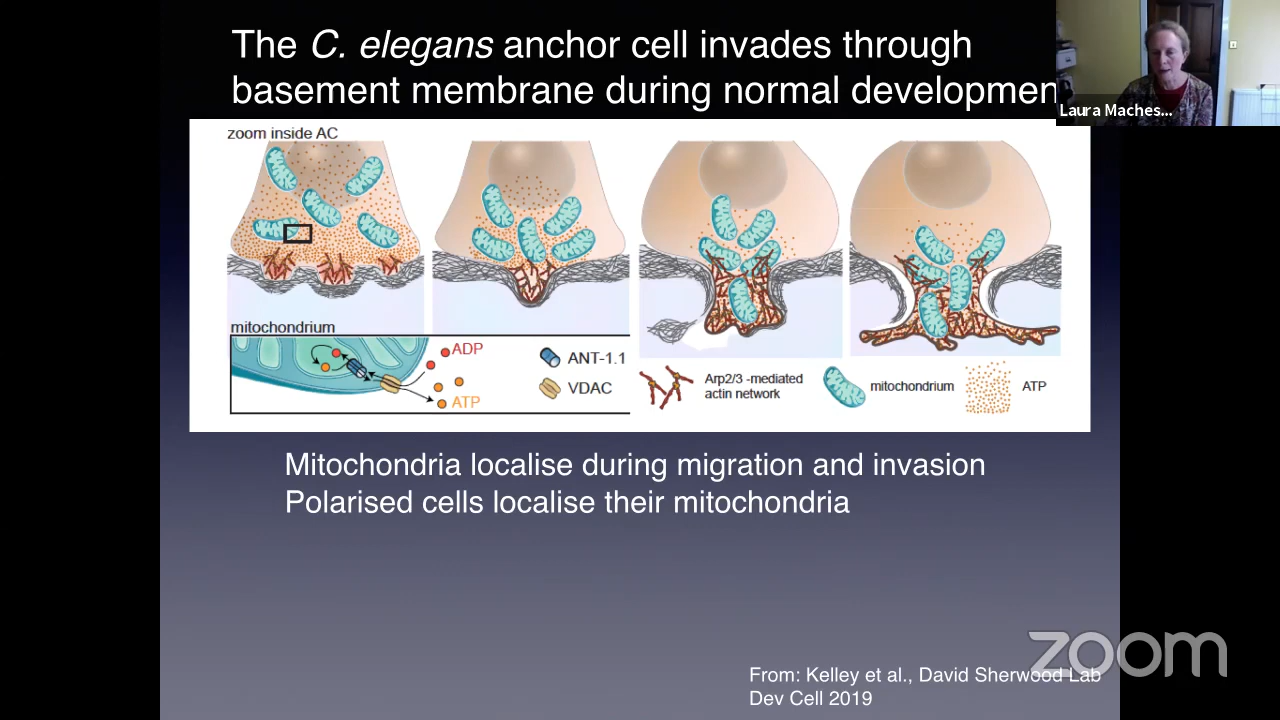 The C. elegans anchor cell invades through
basement membrane during normal developmen
Laura Maches...
zoom inside AC
mitochondrium
ADP
ATP
ANT-1.1
VDAC
Arp2/3 -mediated
actin network
mitochondrium
ATP
Mitochondria localise during migration and invasion
Polarised cells localise their mitochondria
zoom
From: Kelley et al., David Sherwood Lab
Dev Cell 2019